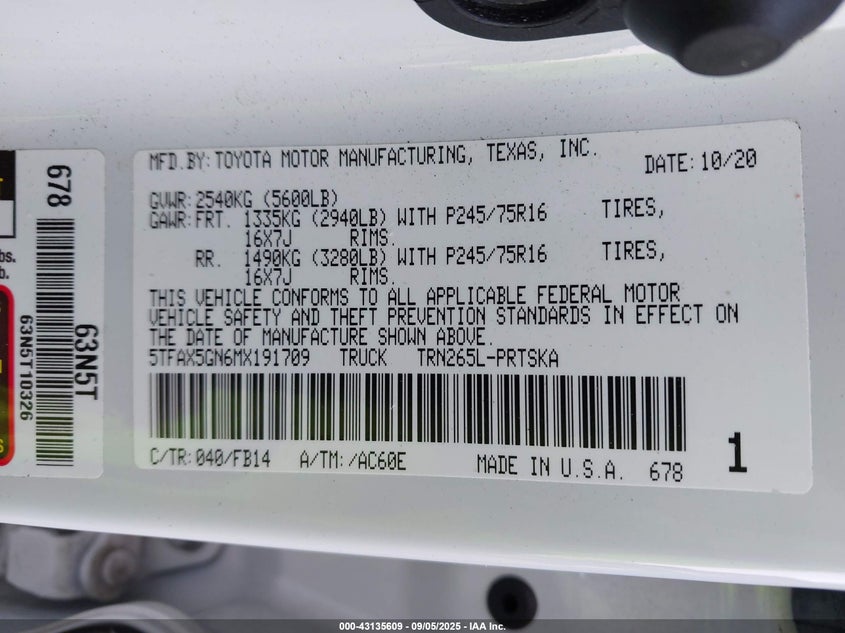 MFD.BY:TOYOTA MOTOR MANUFACTURING, TEXAS, INC. DATE:10/20
GVWR:2540KG (5600LB)
GAWR:FRT. 1335KG (2940LB) WITH P245/75R16 TIRES,
16X7J RIMS.
RR. 1490KG (3280LB) WITH P245/75R16 TIRES,
16X7J RIMS.
THIS VEHICLE CONFORMS TO ALL APPLICABLE FEDERAL MOTOR
VEHICLE SAFETY AND THEFT PREVENTION STANDARDS IN EFFECT ON
THE DATE OF MANUFACTURE SHOWN ABOVE.
5TFAX5GN6MX191709 TRUCK TRN265L-PRTSKA
C/TR:040/FB14 A/TM:/AC60E MADE IN U.S.A. 678 1
678
63N5T
63N5T10326
bs.
b.
000-43135609 - 09/05/2025 - IAA Inc.